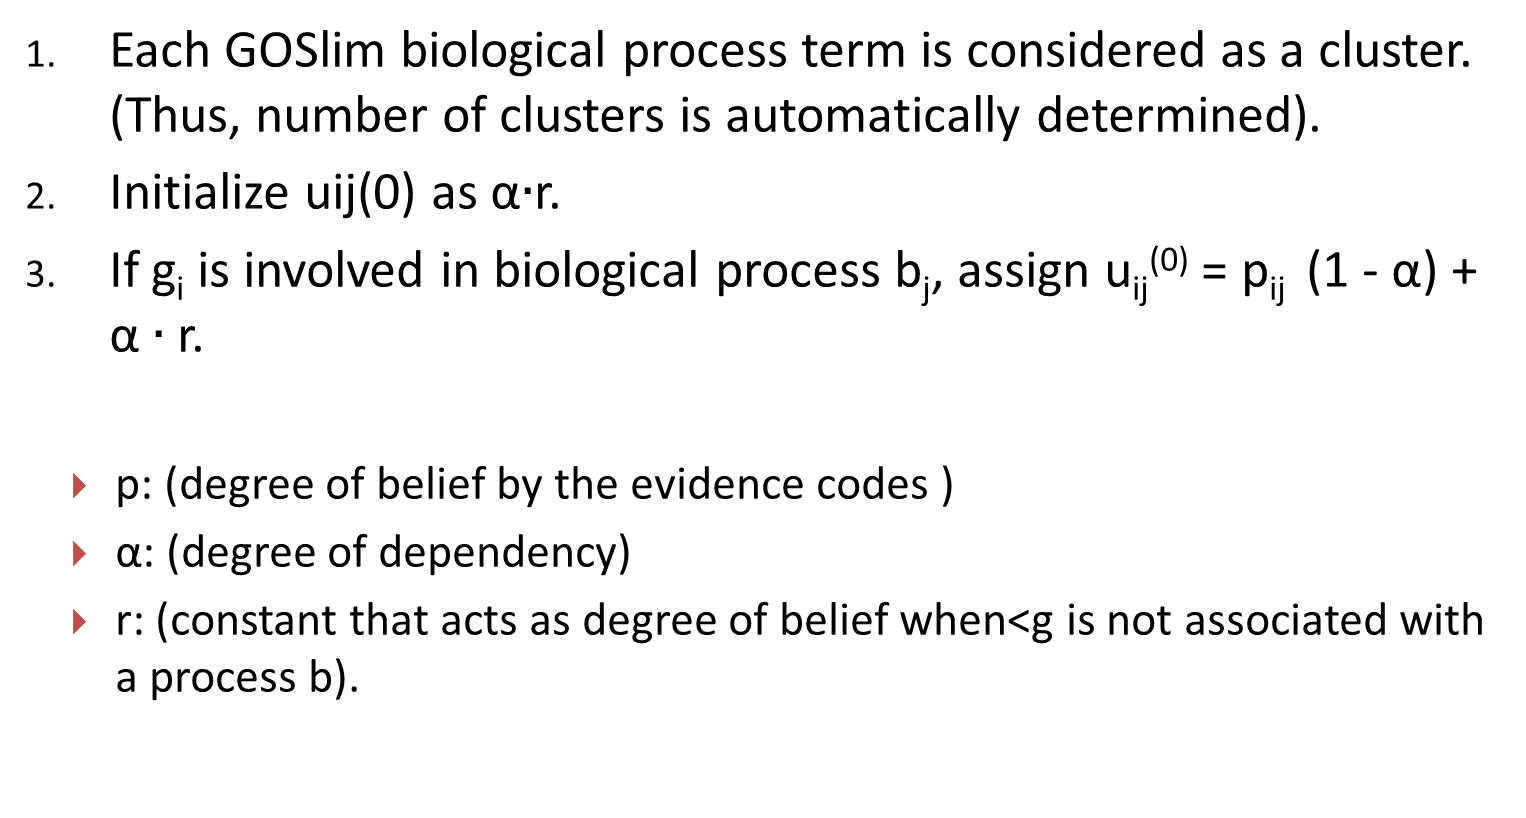 1. Each GOSlim biological process term is considered as a cluster.
(Thus, number of clusters is automatically determined).
2. Initialize uij(0) as α·r.
3. If gᵢ is involved in biological process bⱼ, assign uᵢⱼ⁽⁰⁾ = pᵢⱼ (1 - α) +
α · r.
p: (degree of belief by the evidence codes )
α: (degree of dependency)
r: (constant that acts as degree of belief when<g is not associated with
a process b).